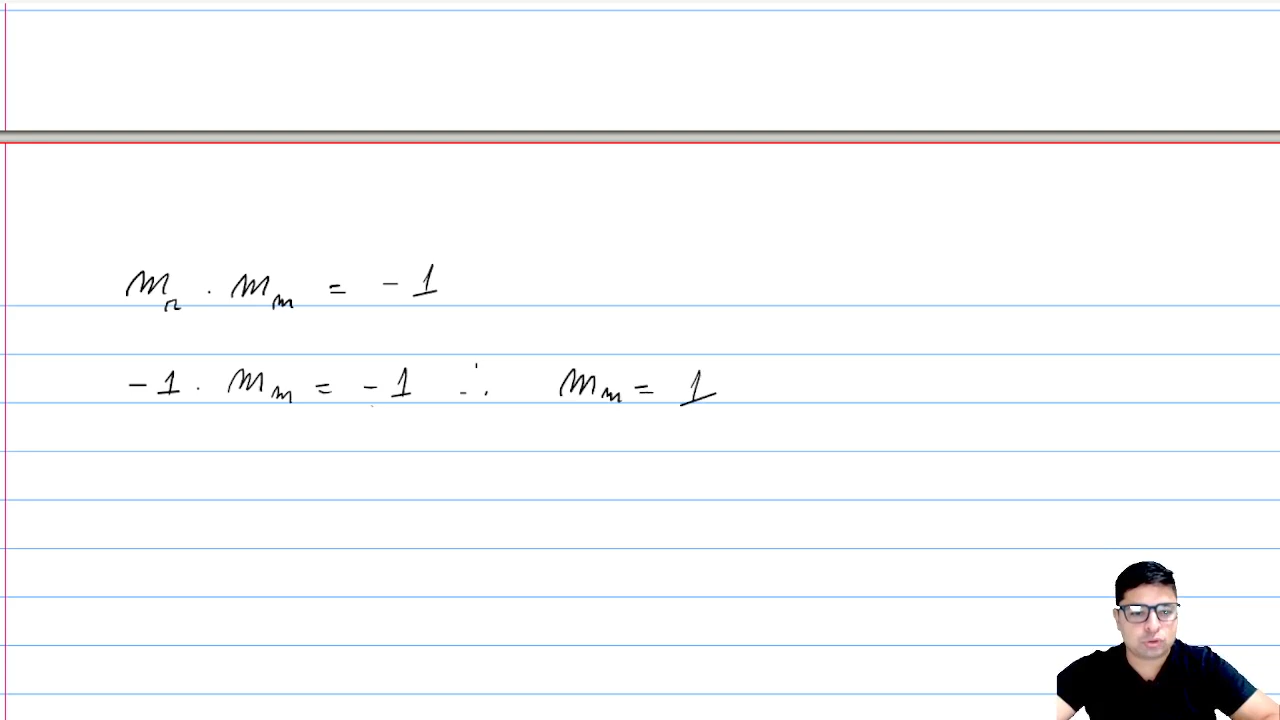 m_r . m_m = -1
-1 . m_m = -1 ∴ m_m = 1